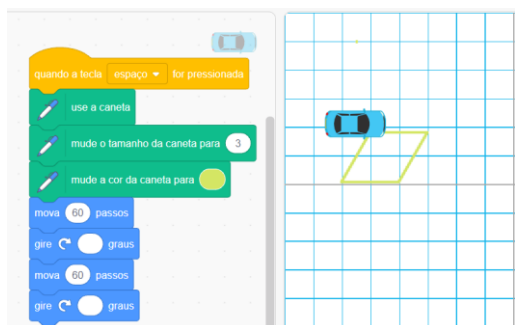 quando a tecla espaço for pressionada
use a caneta
mude o tamanho da caneta para 3
mude a cor da caneta para
mova 60 passos
gire graus
mova 60 passos
gire graus